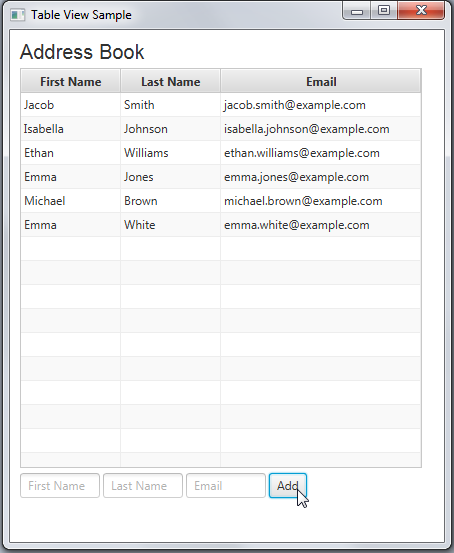 Table View Sample
Address Book
First Name Last Name Email
Jacob Smith jacob.smith@example.com
Isabella Johnson isabella.johnson@example.com
Ethan Williams ethan.williams@example.com
Emma Jones emma.jones@example.com
Michael Brown michael.brown@example.com
Emma White emma.white@example.com
First Name Last Name Email Add